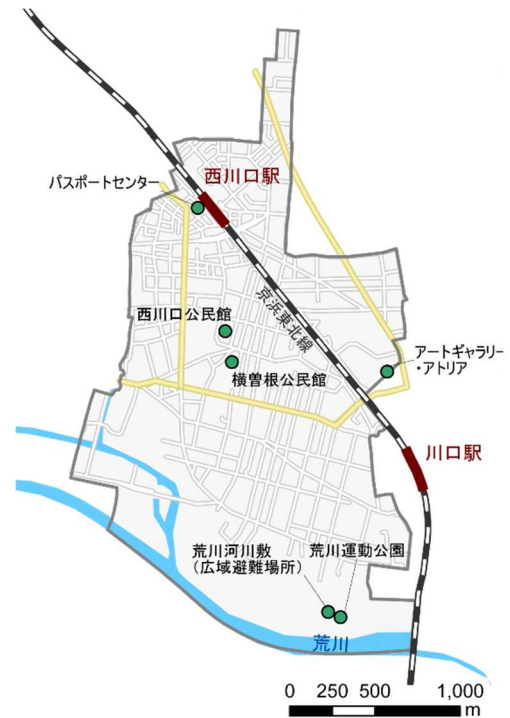 西川口駅
パスポートセンター
京浜東北線
西川口公民館
横曽根公民館
アートギャラリー
・アトリア
川口駅
荒川河川敷
（広域避難場所）
荒川運動公園
荒川
0 250 500 1,000
m